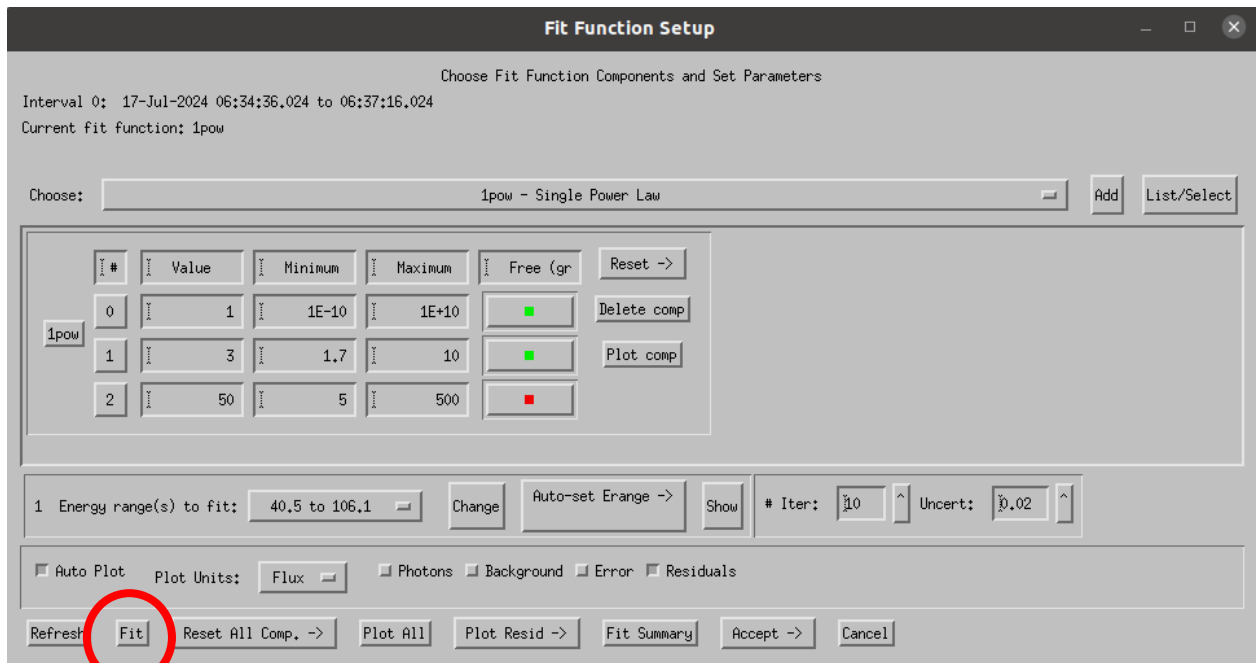 Fit Function Setup
Choose Fit Function Components and Set Parameters
Interval 0: 17-Jul-2024 06:34:36.024 to 06:37:16.024
Current fit function: 1pow
Choose: 1pow - Single Power Law Add List/Select
# Value Minimum Maximum Free (gr Reset ->
0 1 1E-10 1E+10 Delete comp
1pow
1 3 1.7 10 Plot comp
2 50 5 500
1 Energy range(s) to fit: 40.5 to 106.1 Change Auto-set Erange -> Show # Iter: 10 ^ Uncert: 0.02 ^
Auto Plot Plot Units: Flux Photons Background Error Residuals
Refresh Fit Reset All Comp. -> Plot All Plot Resid -> Fit Summary Accept -> Cancel